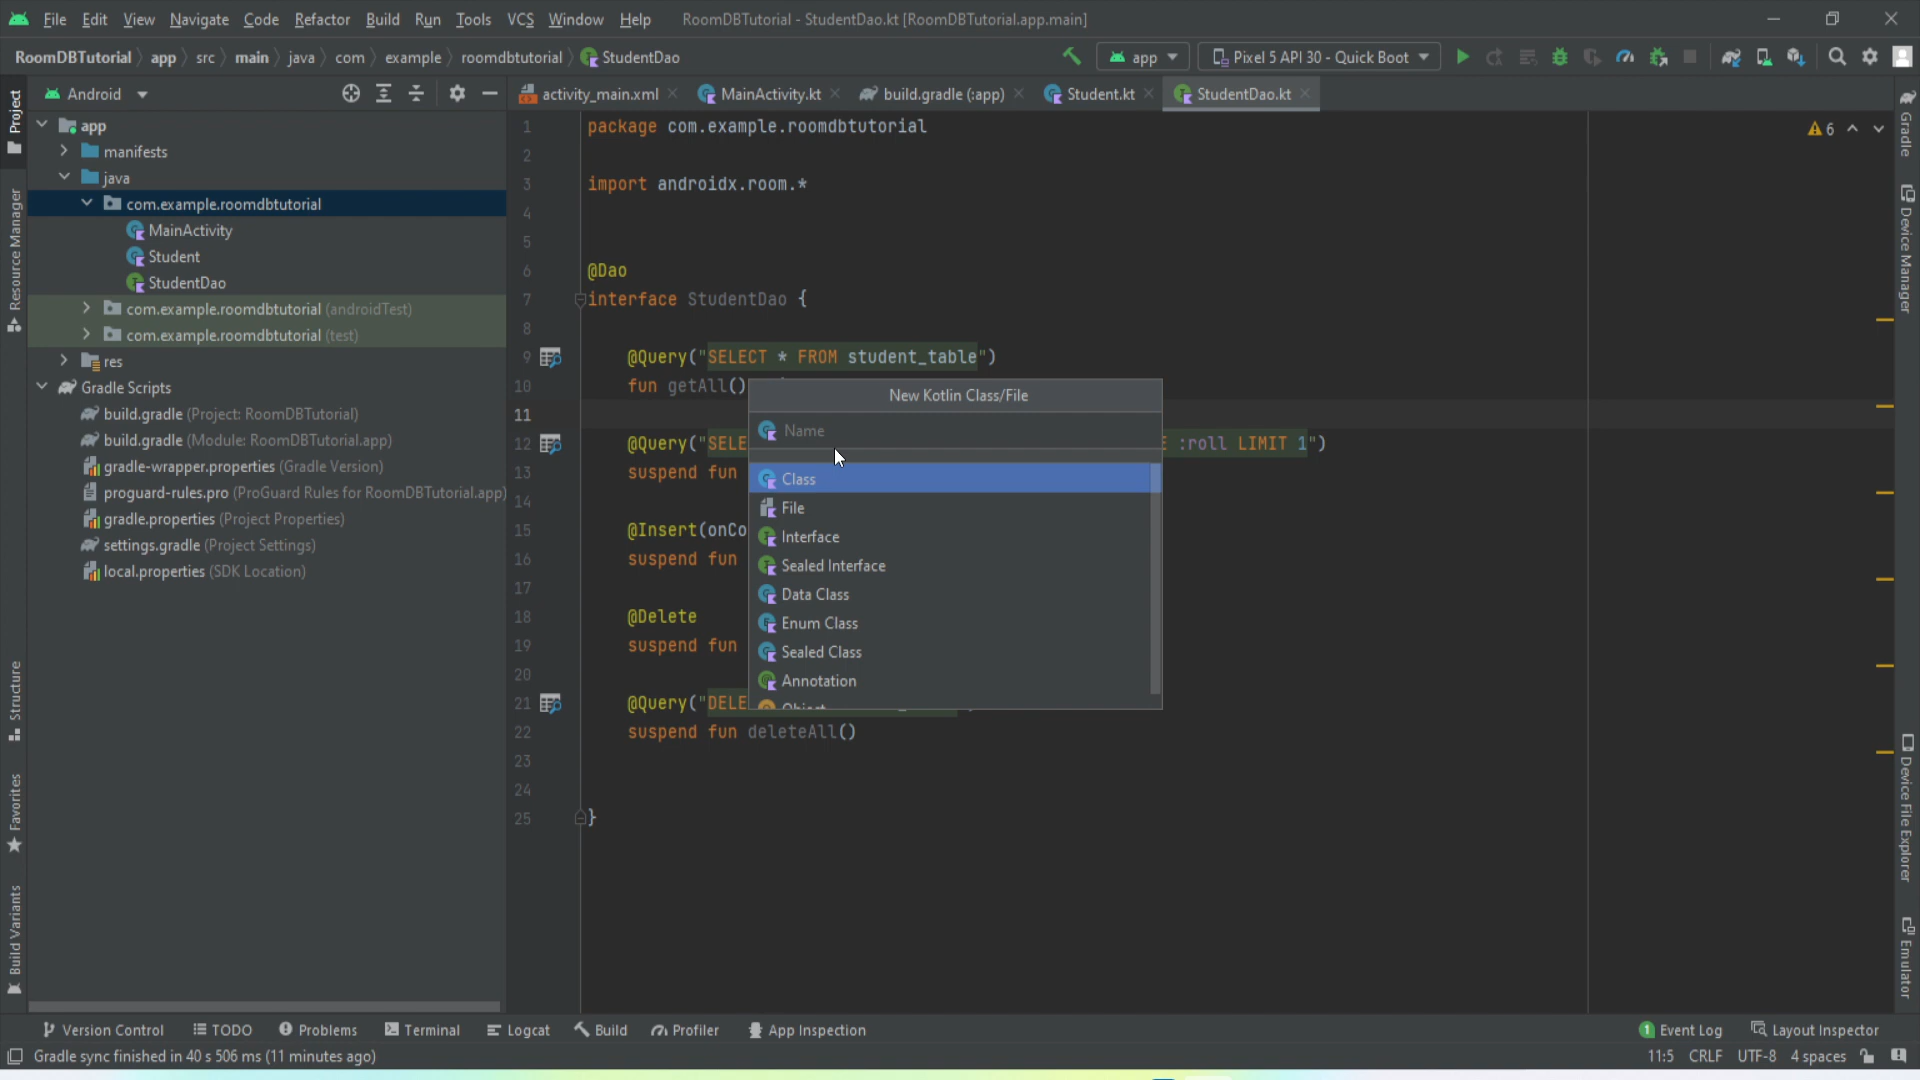 File Edit View Navigate Code Refactor Build Run Tools VCS Window Help RoomDBTutorial - StudentDao.kt [RoomDBTutorial.app.main]
RoomDBTutorial app src main java com example roomdbtutorial StudentDao app Pixel 5 API 30 - Quick Boot
Android
activity_main.xml MainActivity.kt build.gradle (:app) Student.kt StudentDao.kt
Project
Resource Manager
Structure
Favorites
Build Variants
app
manifests
java
com.example.roomdbtutorial
MainActivity
Student
StudentDao
com.example.roomdbtutorial (androidTest)
com.example.roomdbtutorial (test)
res
Gradle Scripts
build.gradle (Project: RoomDBTutorial)
build.gradle (Module: RoomDBTutorial.app)
gradle-wrapper.properties (Gradle Version)
proguard-rules.pro (ProGuard Rules for RoomDBTutorial.app)
gradle.properties (Project Properties)
settings.gradle (Project Settings)
local.properties (SDK Location)
1 package com.example.roomdbtutorial
2
3 import androidx.room.*
4
5
6 @Dao
7 interface StudentDao {
8
9 @Query("SELECT * FROM student_table")
10 fun getAll()
11
12 @Query("SELE :roll LIMIT 1")
13 suspend fun
14
15 @Insert(onCo
16 suspend fun
17
18 @Delete
19 suspend fun
20
21 @Query("DELE
22 suspend fun deleteAll()
23
24
25 }
6
New Kotlin Class/File
Name
Class
File
Interface
Sealed Interface
Data Class
Enum Class
Sealed Class
Annotation
Object
Gradle
Device Manager
Device File Explorer
Emulator
Version Control TODO Problems Terminal Logcat Build Profiler App Inspection 1 Event Log Layout Inspector
Gradle sync finished in 40 s 506 ms (11 minutes ago) 11:5 CRLF UTF-8 4 spaces